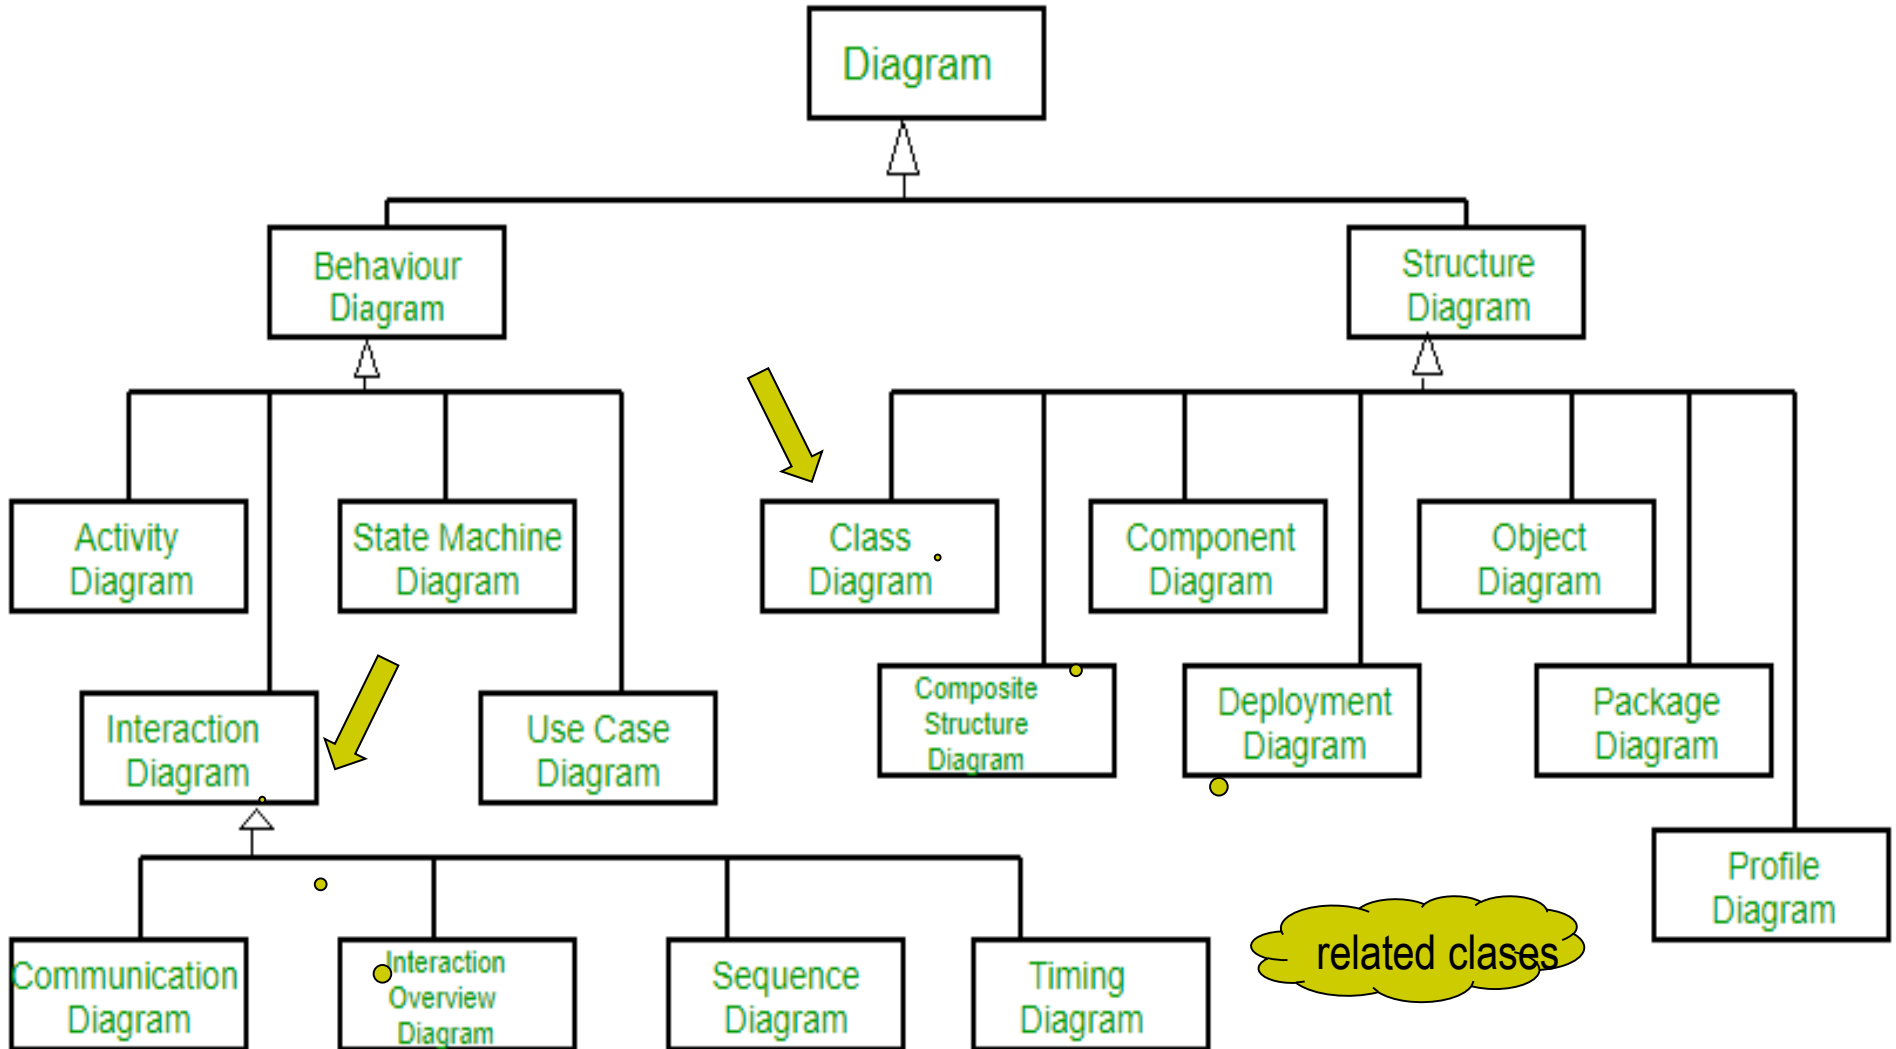 Diagram
Behaviour
Diagram
Structure
Diagram
Activity
Diagram
State Machine
Diagram
Class
Diagram
Component
Diagram
Object
Diagram
Interaction
Diagram
Use Case
Diagram
Composite
Structure
Diagram
Deployment
Diagram
Package
Diagram
Profile
Diagram
Communication
Diagram
Interaction
Overview
Diagram
Sequence
Diagram
Timing
Diagram
related clases